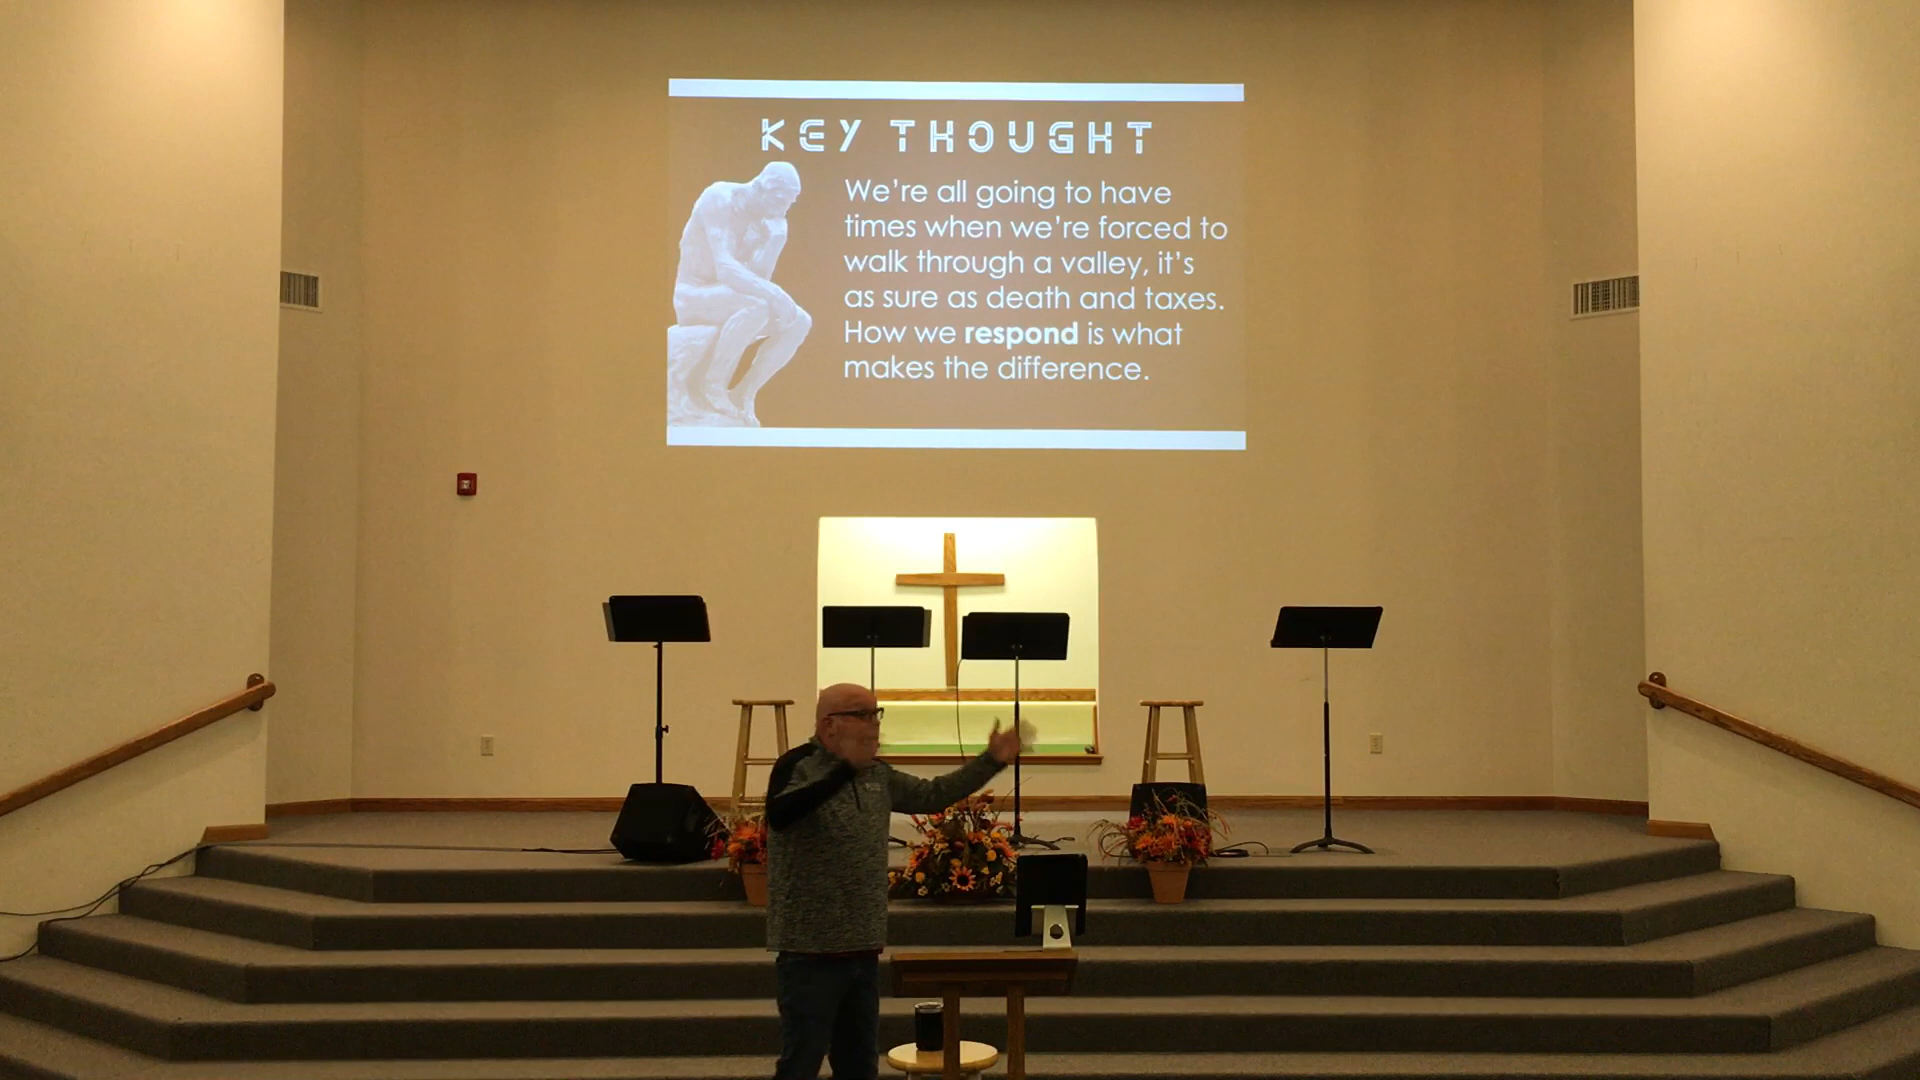 KEY THOUGHT
We're all going to have
times when we're forced to
walk through a valley, it's
as sure as death and taxes.
How we respond is what
makes the difference.